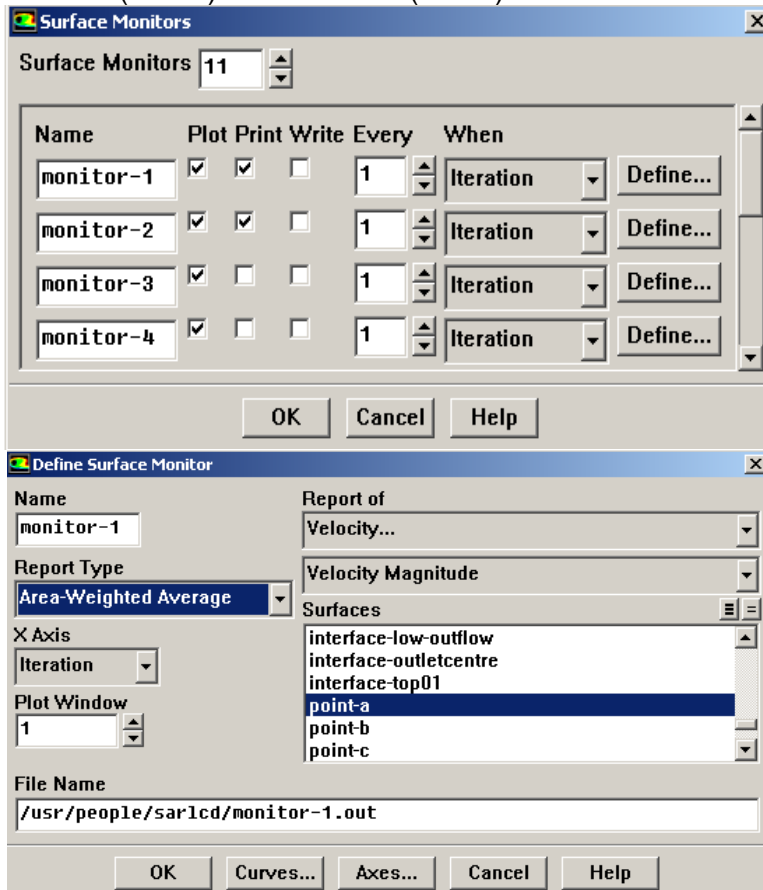 Surface Monitors
Surface Monitors 11
Name Plot Print Write Every When
monitor-1 1 Iteration Define...
monitor-2 1 Iteration Define...
monitor-3 1 Iteration Define...
monitor-4 1 Iteration Define...
OK Cancel Help
Define Surface Monitor
Name Report of
monitor-1 Velocity...
Report Type Velocity Magnitude
Area-Weighted Average Surfaces
X Axis interface-low-outflow
Iteration interface-outletcentre
interface-top01
Plot Window point-a
1 point-b
point-c
File Name
/usr/people/sarlcd/monitor-1.out
OK Curves... Axes... Cancel Help